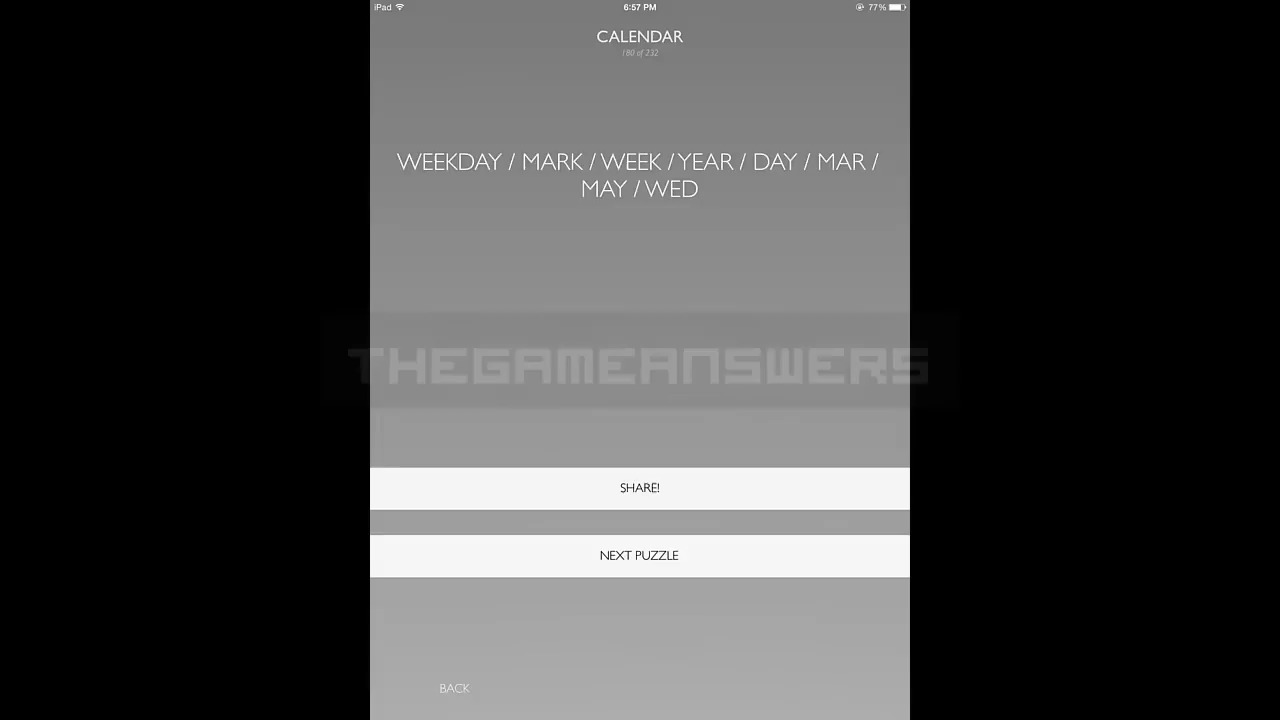 iPad 6:57 PM 77%
CALENDAR
180 of 232
WEEKDAY / MARK / WEEK / YEAR / DAY / MAR /
MAY / WED
THEGAMEANSWERS
SHARE!
NEXT PUZZLE
BACK